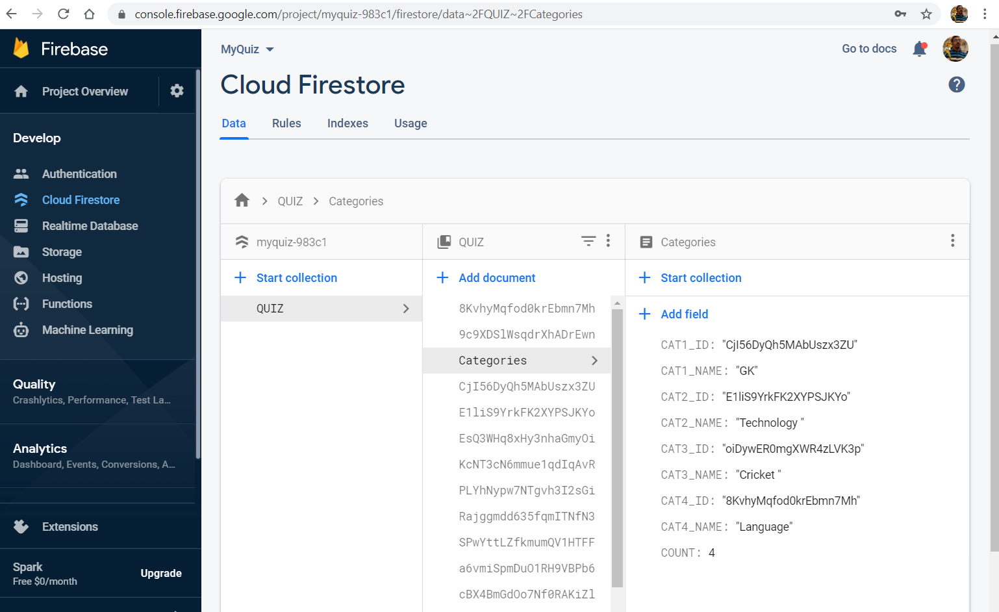 console.firebase.google.com/project/myquiz-983c1/firestore/data~2FQUIZ~2FCategories
Firebase
Project Overview
Develop
Authentication
Cloud Firestore
Realtime Database
Storage
Hosting
Functions
Machine Learning
Quality
Crashlytics, Performance, Test La...
Analytics
Dashboard, Events, Conversions, A...
Extensions
Spark
Free $0/month
Upgrade
MyQuiz
Go to docs
Cloud Firestore
Data Rules Indexes Usage
QUIZ Categories
myquiz-983c1
Start collection
QUIZ
QUIZ
Add document
8KvhyMqfod0krEbmn7Mh
9c9XDSlWsqdrXhADrEwn
Categories
CjI56DyQh5MAbUszx3ZU
E1liS9YrkFK2XYPSJKYo
EsQ3WHq8xHy3nhaGmyOi
KcNT3cN6mmue1qdIqAvR
PLYhNypw7NTgvh3I2sGi
Rajggmdd635fqmITNfN3
SPwYttLZfkmumQV1HTFF
a6vmiSpmDuO1RH9VBPb6
cBX4BmGdOo7Nf0RAKiZl
Categories
Start collection
Add field
CAT1_ID: "CjI56DyQh5MAbUszx3ZU"
CAT1_NAME: "GK"
CAT2_ID: "E1liS9YrkFK2XYPSJKYo"
CAT2_NAME: "Technology "
CAT3_ID: "oiDywER0mgXWR4zLVK3p"
CAT3_NAME: "Cricket "
CAT4_ID: "8KvhyMqfod0krEbmn7Mh"
CAT4_NAME: "Language"
COUNT: 4